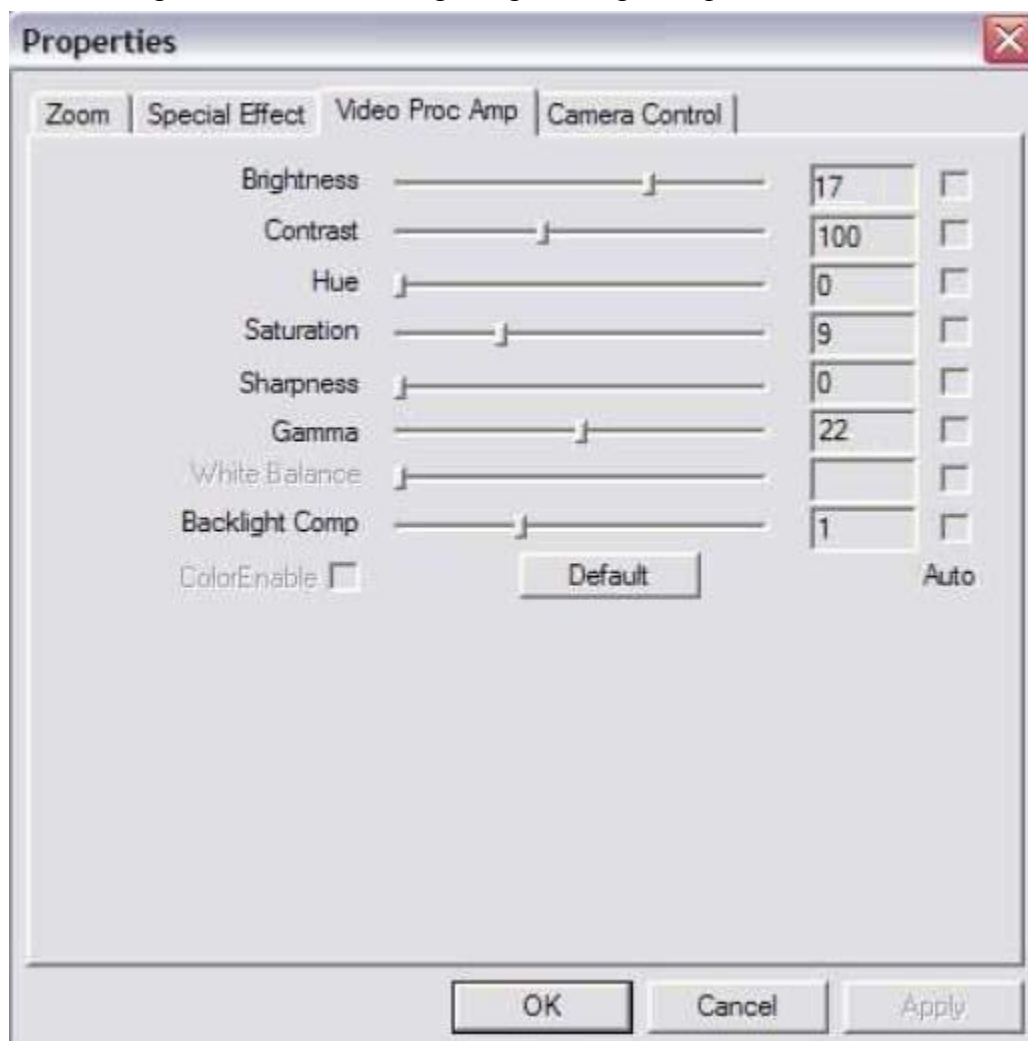 Properties
Zoom Special Effect Video Proc Amp Camera Control
Brightness 17
Contrast 100
Hue 0
Saturation 9
Sharpness 0
Gamma 22
White Balance
Backlight Comp 1
ColorEnable Default Auto
OK Cancel Apply